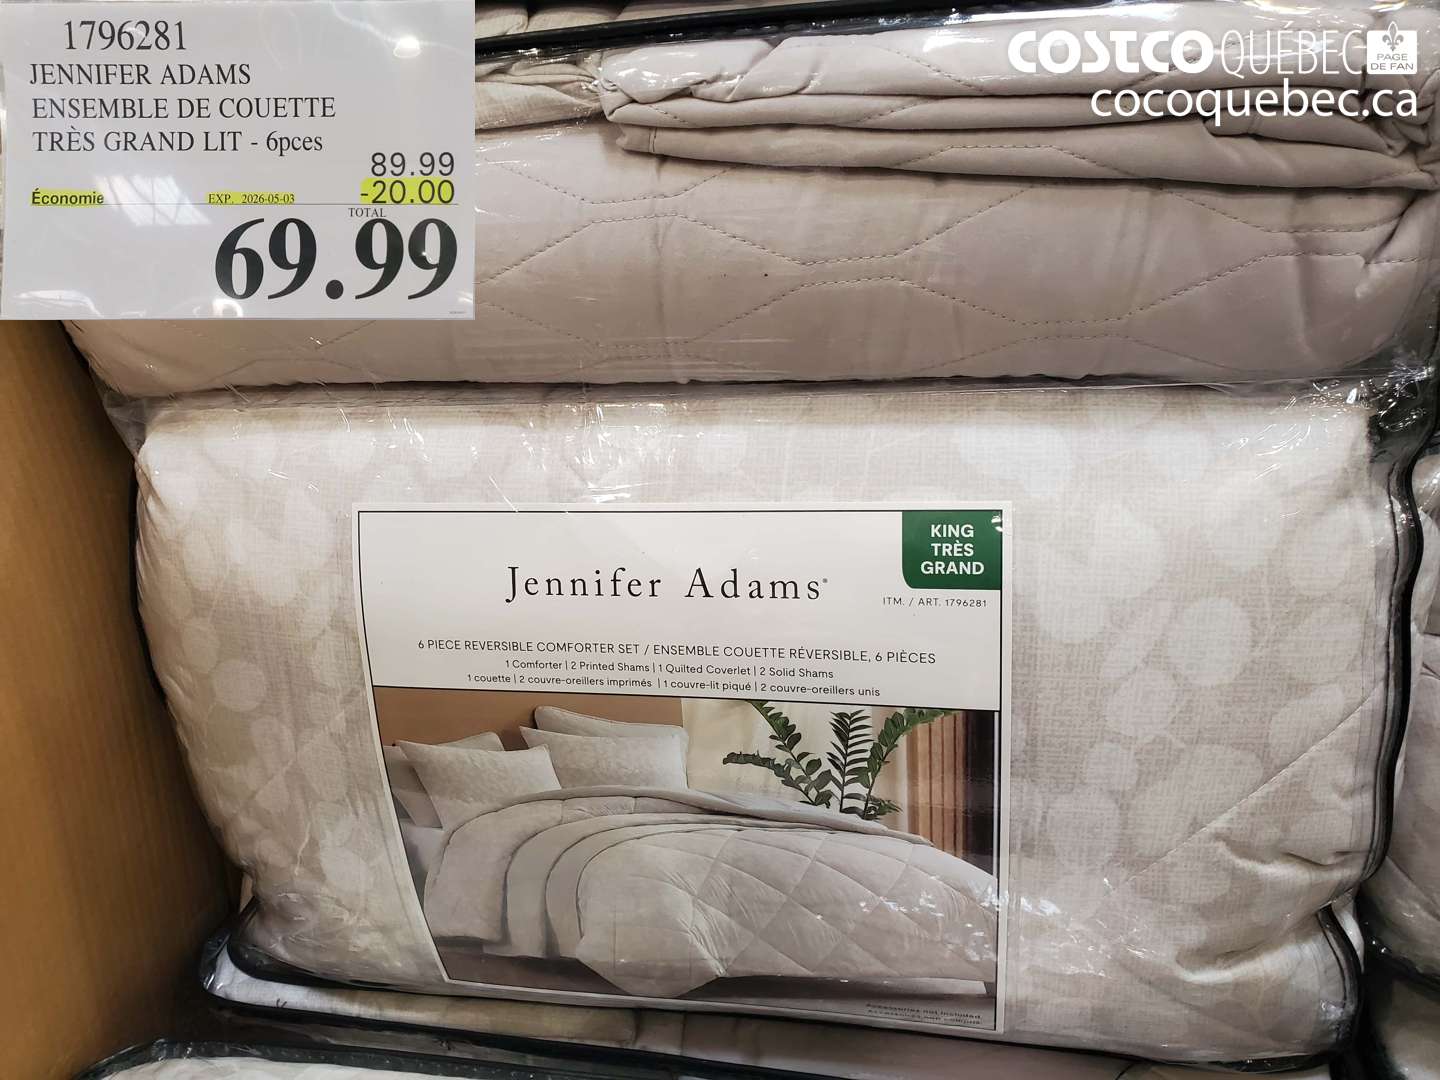 1796281
JENNIFER ADAMS
ENSEMBLE DE COUETTE
TRÈS GRAND LIT - 6pces
89.99
Économie EXP. 2026-05-03 -20.00
TOTAL
69.99
COSTCO QUÉBEC PAGE DE FAN
cocoquebec.ca
KING
TRÈS
GRAND
Jennifer Adams®
ITM. / ART. 1796281
6 PIECE REVERSIBLE COMFORTER SET / ENSEMBLE COUETTE RÉVERSIBLE, 6 PIÈCES
1 Comforter | 2 Printed Shams | 1 Quilted Coverlet | 2 Solid Shams
1 couette | 2 couvre-oreillers imprimés | 1 couvre-lit piqué | 2 couvre-oreillers unis
Accessories not included.